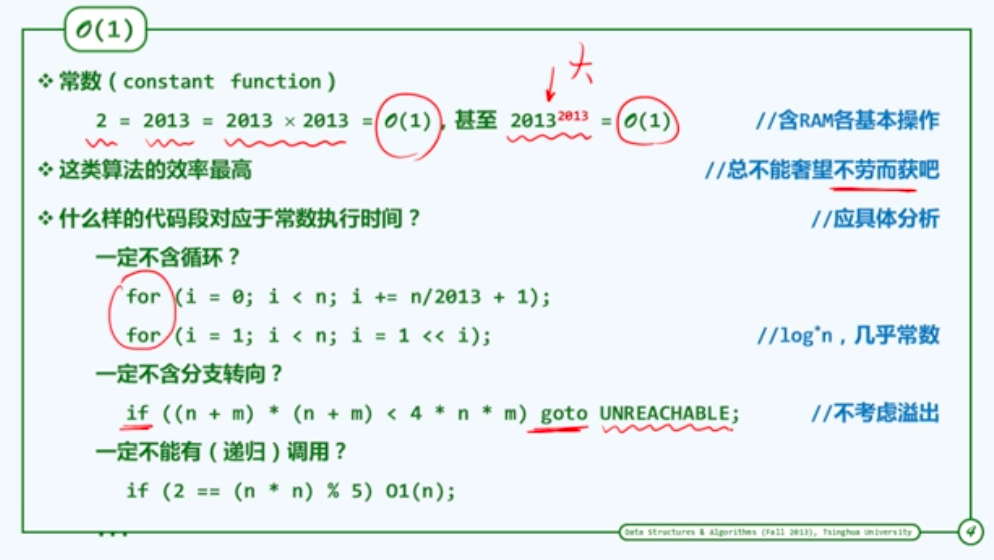 O(1)
❖ 常数 ( constant function )
大
2 = 2013 = 2013 × 2013 = O(1) , 甚至 2013^2013 = O(1) //含RAM各基本操作
❖ 这类算法的效率最高 //总不能奢望不劳而获吧
❖ 什么样的代码段对应于常数执行时间？ //应具体分析
一定不含循环？
for (i = 0; i < n; i += n/2013 + 1);
for (i = 1; i < n; i = 1 << i); //log*n , 几乎常数
一定不含分支转向？
if ((n + m) * (n + m) < 4 * n * m) goto UNREACHABLE; //不考虑溢出
一定不能有 ( 递归 ) 调用？
if (2 == (n * n) % 5) O1(n);
...
Data Structures & Algorithms (Fall 2013), Tsinghua University
4